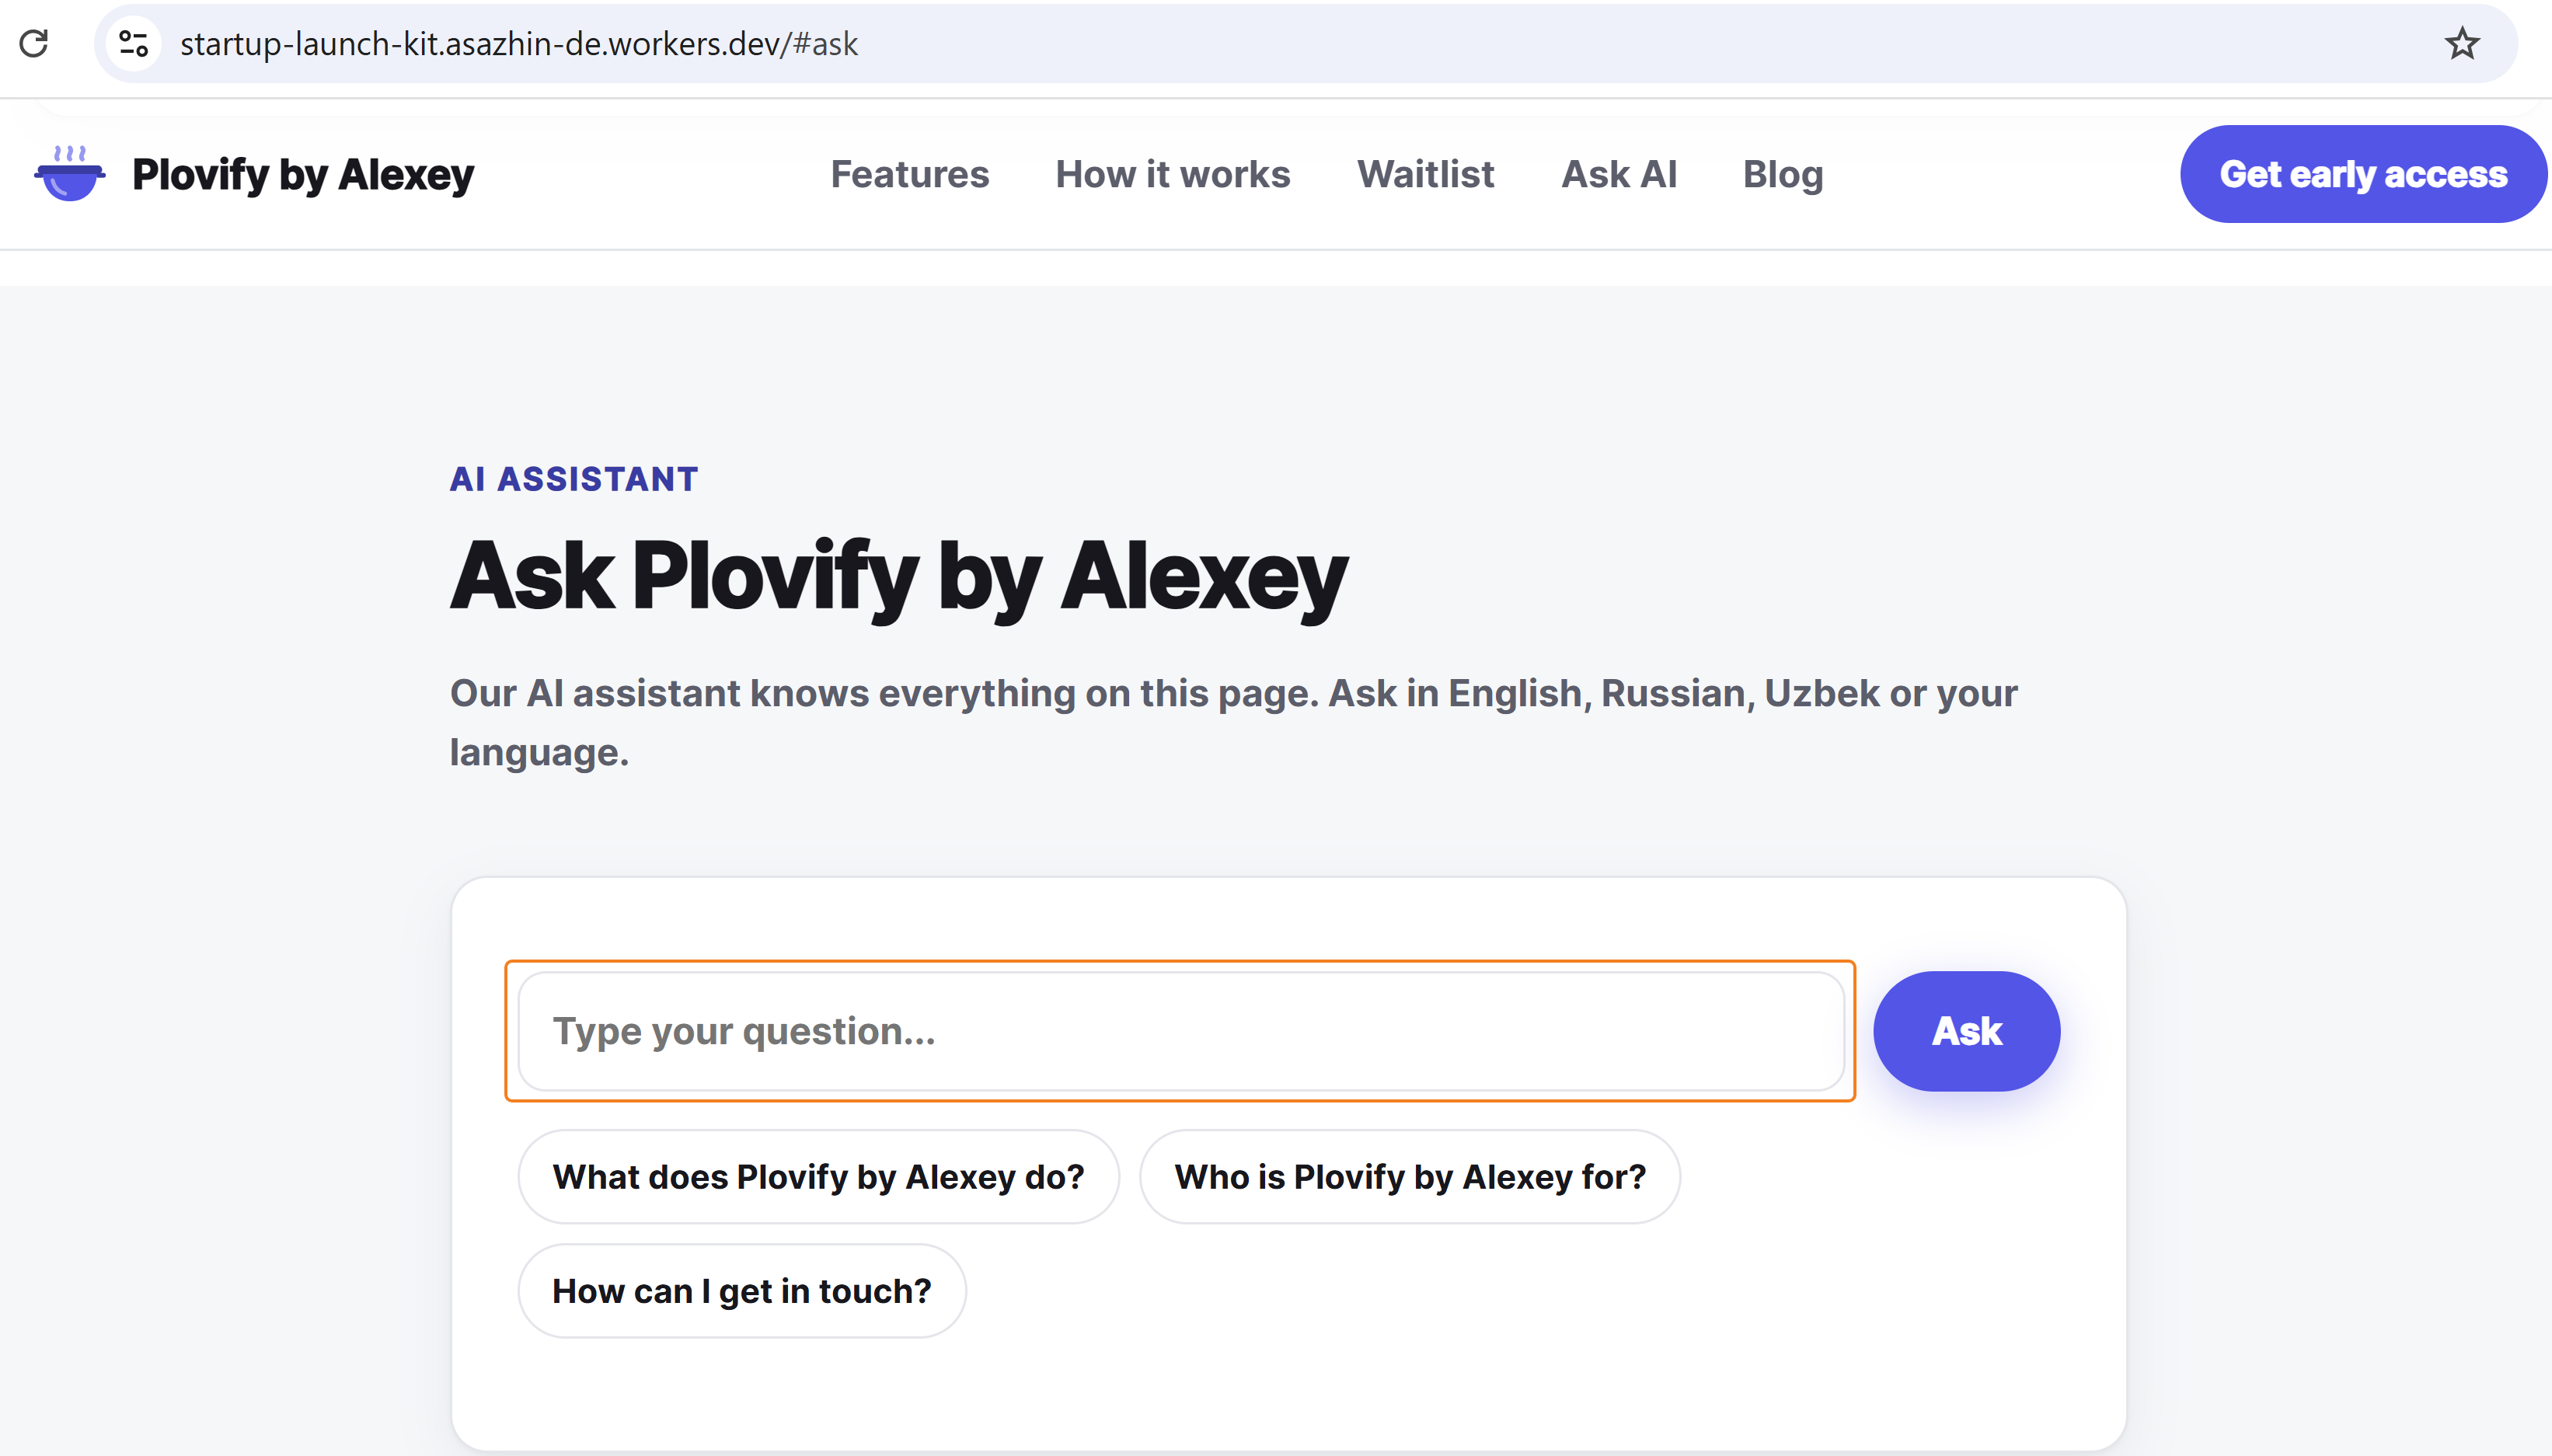 startup-launch-kit.asazhin-de.workers.dev/#ask
Plovify by Alexey
Features
How it works
Waitlist
Ask AI
Blog
Get early access
AI ASSISTANT
Ask Plovify by Alexey
Our AI assistant knows everything on this page. Ask in English, Russian, Uzbek or your
language.
Type your question...
Ask
What does Plovify by Alexey do?
Who is Plovify by Alexey for?
How can I get in touch?